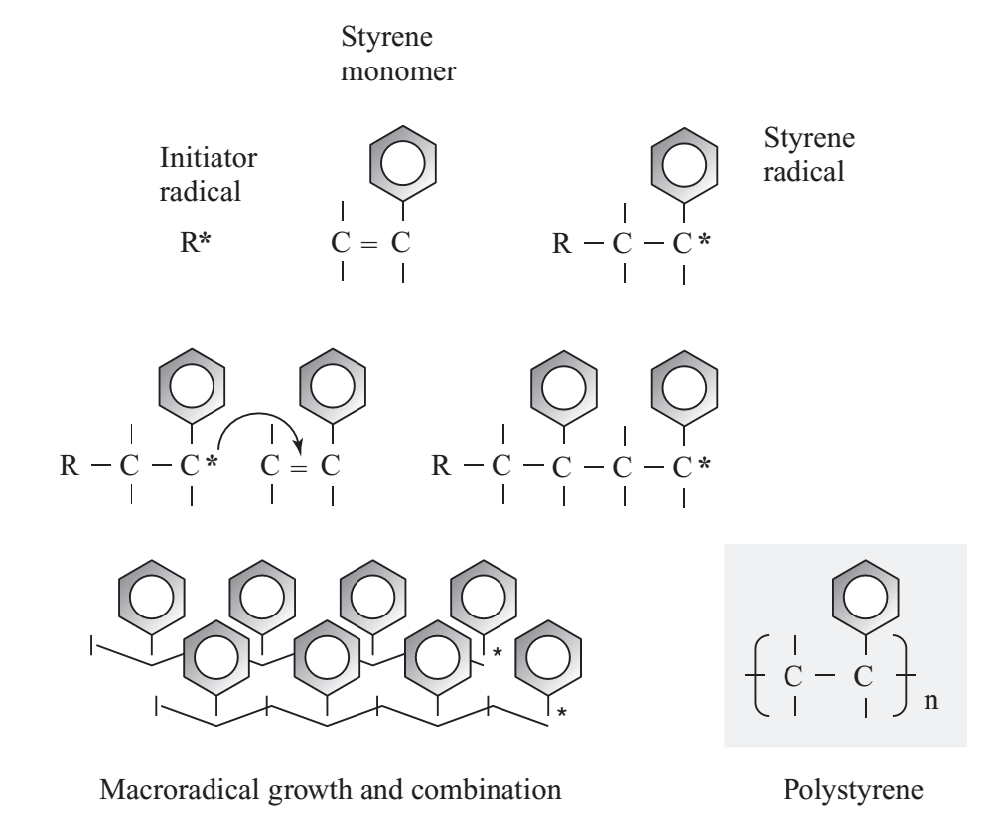 Styrene
monomer
Initiator
radical
Styrene
radical
R*
C = C
R – C – C*
R – C – C* C = C
R – C – C – C – C*
*
*
C – C
n
Macroradical growth and combination
Polystyrene